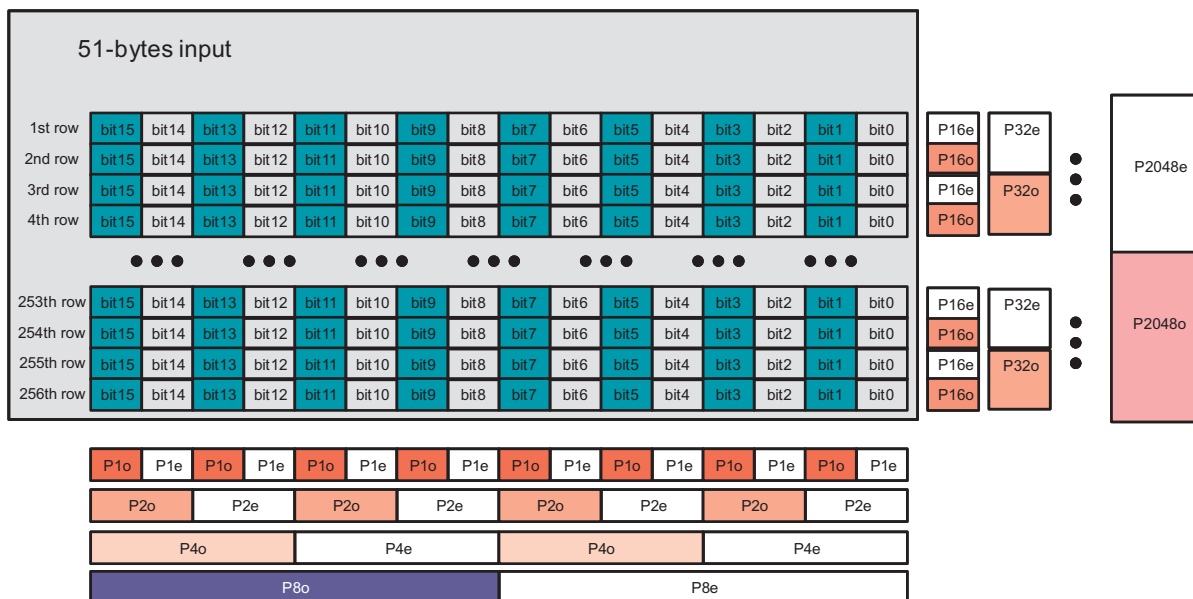 51-bytes input
1st row bit15 bit14 bit13 bit12 bit11 bit10 bit9 bit8 bit7 bit6 bit5 bit4 bit3 bit2 bit1 bit0 P16e P32e
2nd row bit15 bit14 bit13 bit12 bit11 bit10 bit9 bit8 bit7 bit6 bit5 bit4 bit3 bit2 bit1 bit0 P16o P2048e
3rd row bit15 bit14 bit13 bit12 bit11 bit10 bit9 bit8 bit7 bit6 bit5 bit4 bit3 bit2 bit1 bit0 P16e P32o
4th row bit15 bit14 bit13 bit12 bit11 bit10 bit9 bit8 bit7 bit6 bit5 bit4 bit3 bit2 bit1 bit0 P16o
253th row bit15 bit14 bit13 bit12 bit11 bit10 bit9 bit8 bit7 bit6 bit5 bit4 bit3 bit2 bit1 bit0 P16e P32e
254th row bit15 bit14 bit13 bit12 bit11 bit10 bit9 bit8 bit7 bit6 bit5 bit4 bit3 bit2 bit1 bit0 P16o P2048o
255th row bit15 bit14 bit13 bit12 bit11 bit10 bit9 bit8 bit7 bit6 bit5 bit4 bit3 bit2 bit1 bit0 P16e P32o
256th row bit15 bit14 bit13 bit12 bit11 bit10 bit9 bit8 bit7 bit6 bit5 bit4 bit3 bit2 bit1 bit0 P16o
P1o P1e P1o P1e P1o P1e P1o P1e P1o P1e P1o P1e P1o P1e P1o P1e
P2o P2e P2o P2e P2o P2e P2o P2e
P4o P4e P4o P4e
P8o P8e